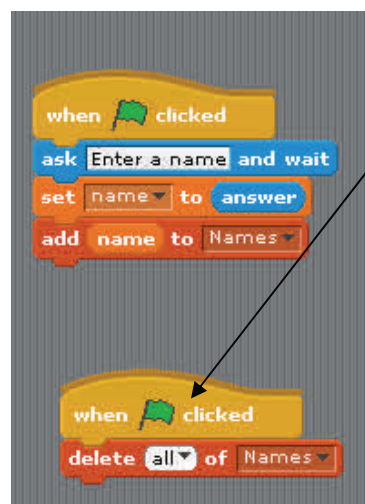 when clicked
ask Enter a name and wait
set name to answer
add name to Names
when clicked
delete all of Names